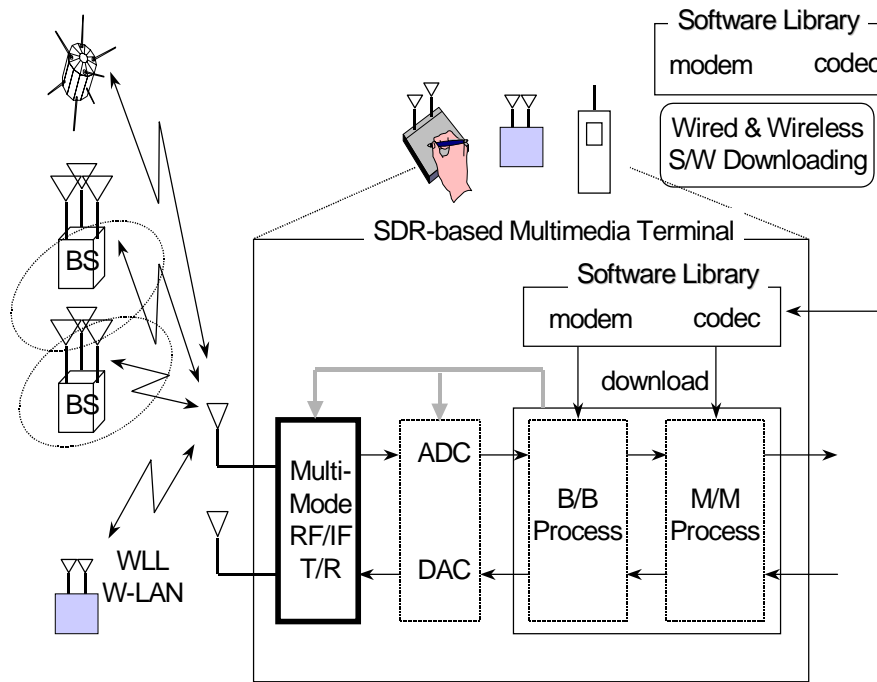 Software Library
modem codec
Wired & Wireless
S/W Downloading
SDR-based Multimedia Terminal
BS
Software Library
modem codec
BS
download
ADC
Multi-
Mode
RF/IF
T/R
B/B
Process
M/M
Process
DAC
WLL
W-LAN